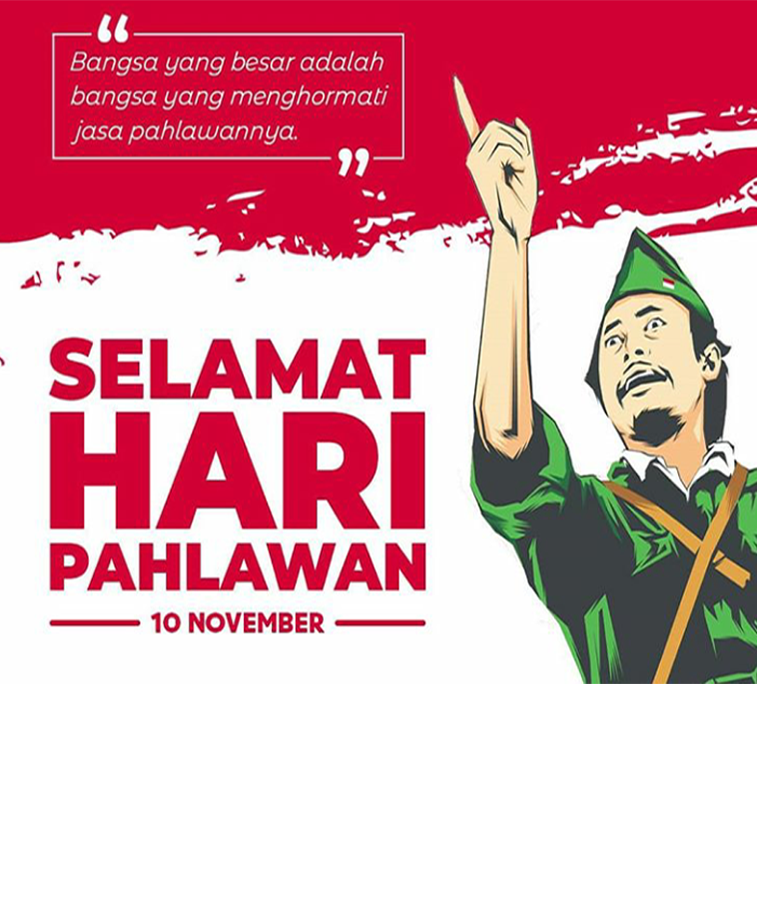 “
Bangsa yang besar adalah
bangsa yang menghormati
jasa pahlawannya.
”
SELAMAT
HARI
PAHLAWAN
10 NOVEMBER